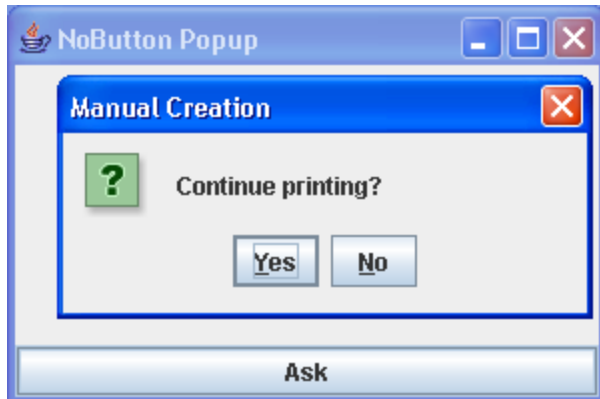 NoButton Popup
Manual Creation
? Continue printing?
Yes No
Ask